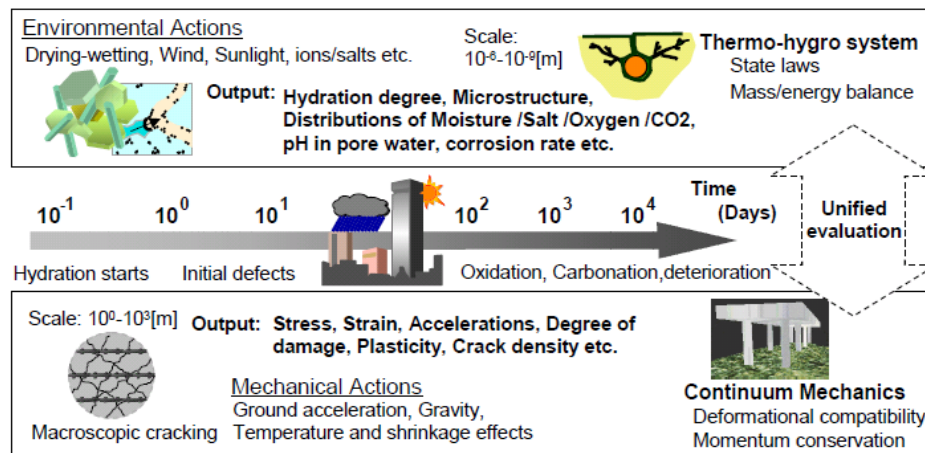 Environmental Actions
Drying-wetting, Wind, Sunlight, ions/salts etc.
Scale:
10⁻⁶-10⁻⁹[m]
Thermo-hygro system
State laws
Mass/energy balance
Output: Hydration degree, Microstructure,
Distributions of Moisture /Salt /Oxygen /CO2,
pH in pore water, corrosion rate etc.
10⁻¹ 10⁰ 10¹ 10² 10³ 10⁴ Time
(Days)
Unified
evaluation
Hydration starts Initial defects Oxidation, Carbonation,deterioration
Scale: 10⁰-10³[m]
Output: Stress, Strain, Accelerations, Degree of
damage, Plasticity, Crack density etc.
Mechanical Actions
Ground acceleration, Gravity,
Temperature and shrinkage effects
Macroscopic cracking
Continuum Mechanics
Deformational compatibility
Momentum conservation